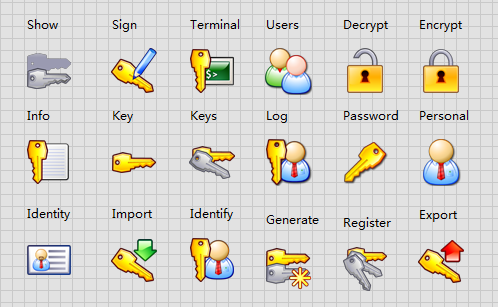 Show Sign Terminal Users Decrypt Encrypt
$>
Info Key Keys Log Password Personal
Identity Import Identify Generate Register Export